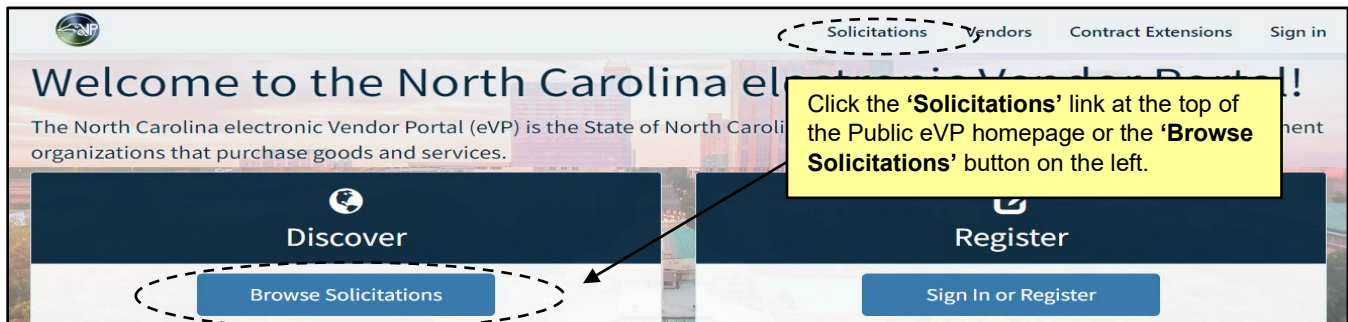 eVP
Solicitations Vendors Contract Extensions Sign in
Welcome to the North Carolina electronic Vendor Portal!
The North Carolina electronic Vendor Portal (eVP) is the State of North Caroli
organizations that purchase goods and services.
Click the ‘Solicitations’ link at the top of
the Public eVP homepage or the ‘Browse
Solicitations’ button on the left.
Discover
Register
Browse Solicitations
Sign In or Register